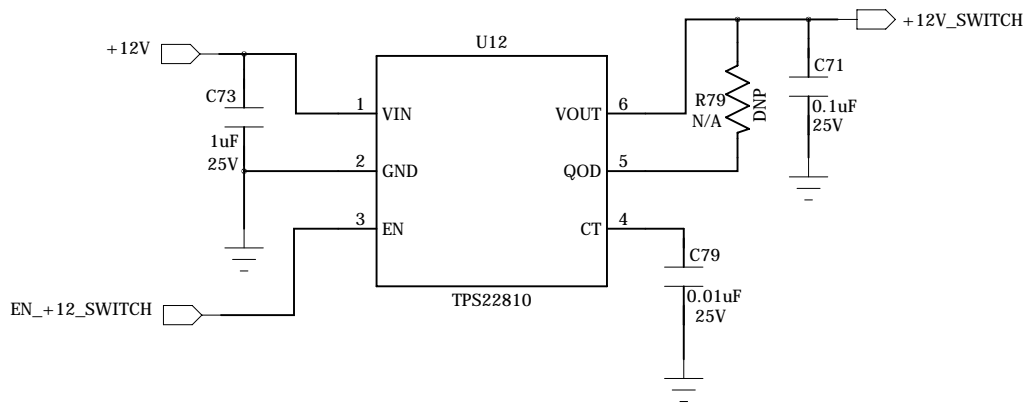 +12V_SWITCH
+12V
U12
C73
1uF
25V
1
VIN
2
GND
3
EN
VOUT
6
QOD
5
CT
4
R79
N/A
DNP
C71
0.1uF
25V
C79
0.01uF
25V
TPS22810
EN_+12_SWITCH